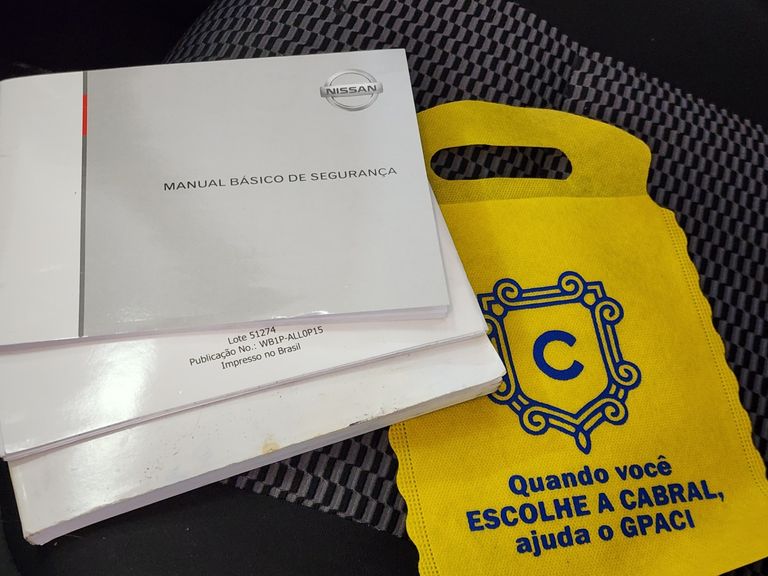 NISSAN
MANUAL BÁSICO DE SEGURANÇA
Lote 51274
Publicação No.: WB1P-ALL0P15
Impresso no Brasil
C
Quando você
ESCOLHE A CABRAL,
ajuda o GPACI